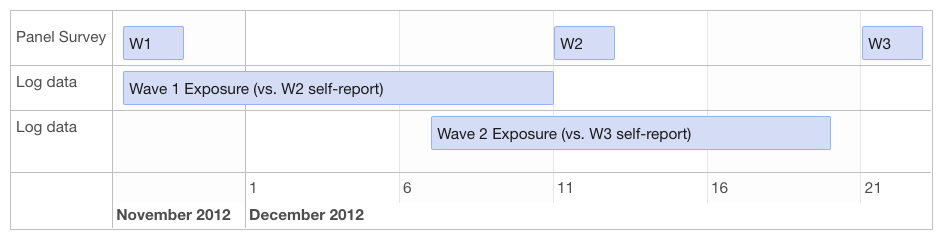 Panel Survey W1 W2 W3
Log data Wave 1 Exposure (vs. W2 self-report)
Log data Wave 2 Exposure (vs. W3 self-report)
1 6 11 16 21
November 2012 December 2012